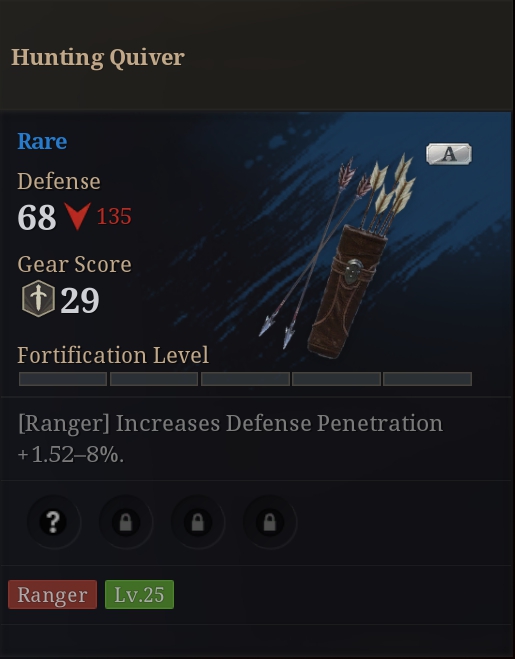 Hunting Quiver
Rare
A
Defense
68 135
Gear Score
29
Fortification Level
[Ranger] Increases Defense Penetration
+1.52–8%.
?
Ranger Lv.25